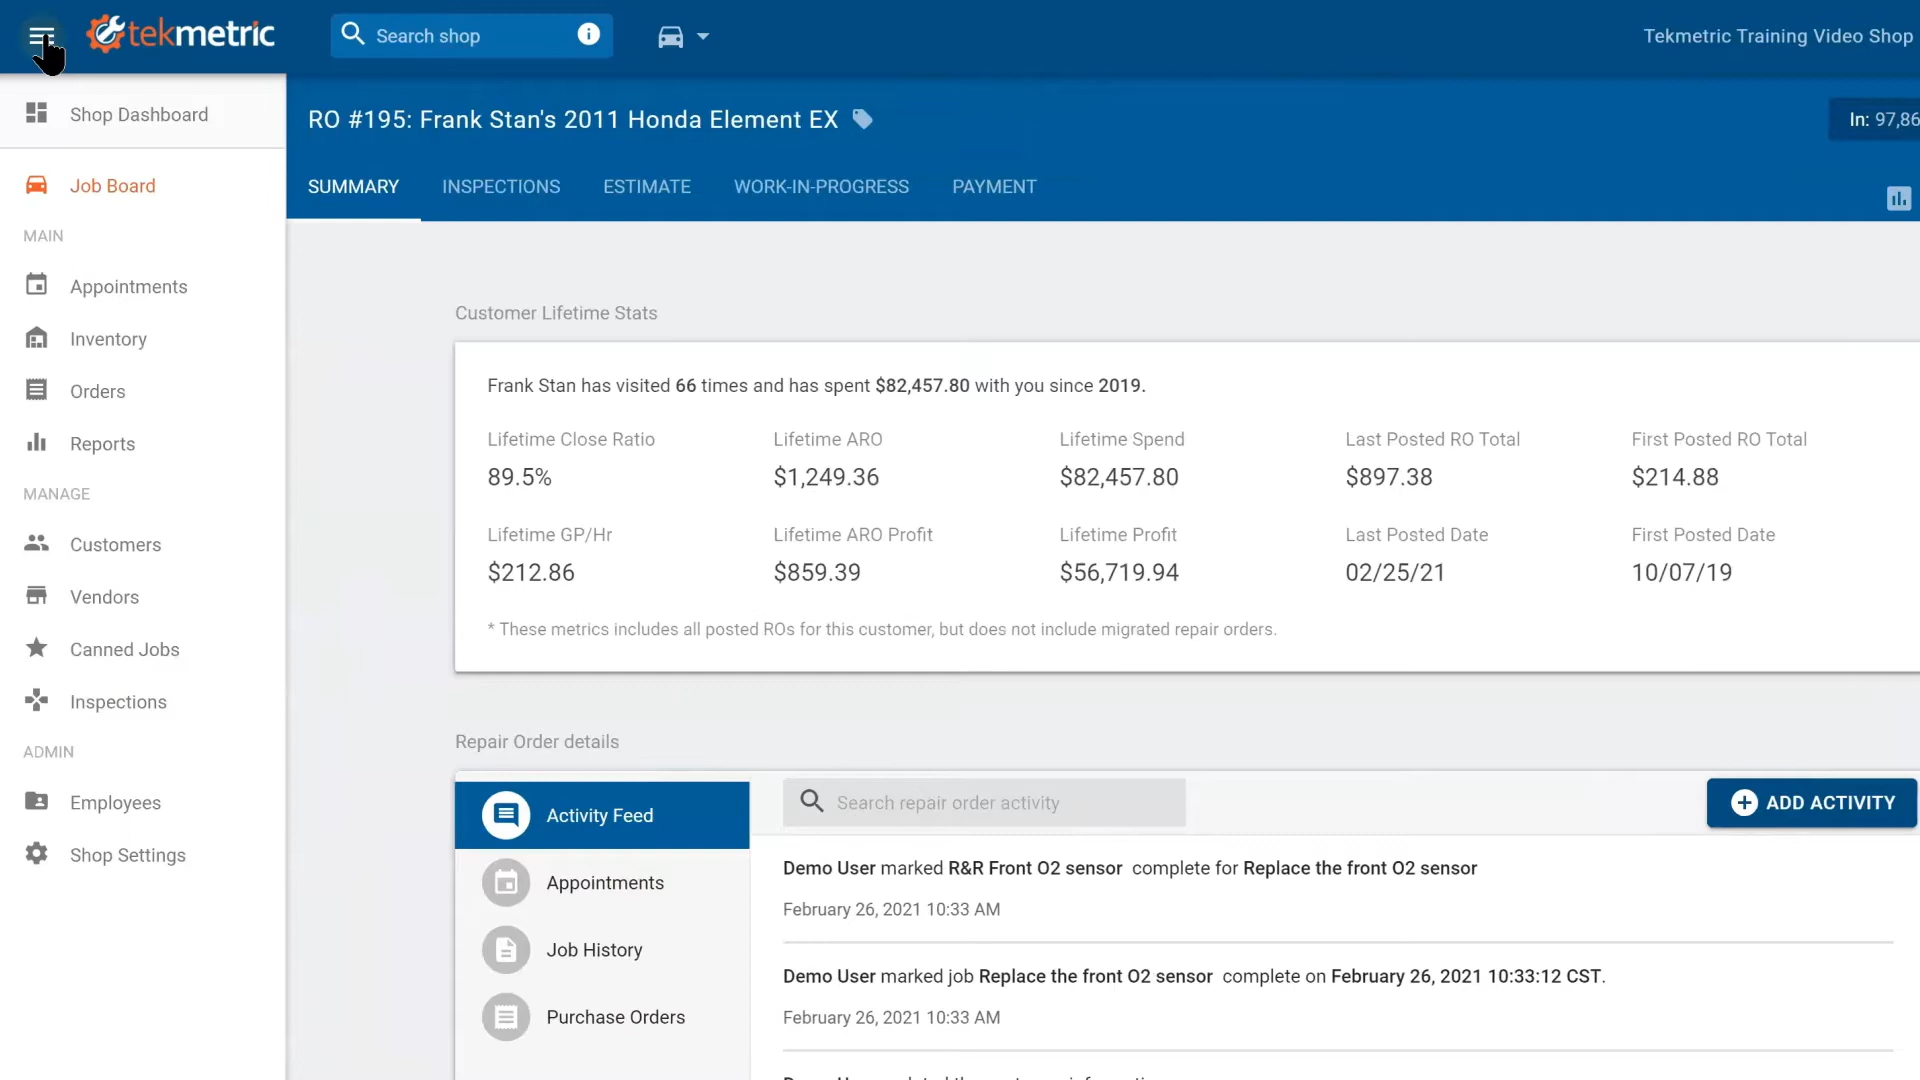 tekmetric
Search shop
Tekmetric Training Video Shop
Shop Dashboard
Job Board
MAIN
Appointments
Inventory
Orders
Reports
MANAGE
Customers
Vendors
Canned Jobs
Inspections
ADMIN
Employees
Shop Settings
RO #195: Frank Stan's 2011 Honda Element EX
In: 97,86
SUMMARY INSPECTIONS ESTIMATE WORK-IN-PROGRESS PAYMENT
Customer Lifetime Stats
Frank Stan has visited 66 times and has spent $82,457.80 with you since 2019.
Lifetime Close Ratio Lifetime ARO Lifetime Spend Last Posted RO Total First Posted RO Total
89.5% $1,249.36 $82,457.80 $897.38 $214.88
Lifetime GP/Hr Lifetime ARO Profit Lifetime Profit Last Posted Date First Posted Date
$212.86 $859.39 $56,719.94 02/25/21 10/07/19
* These metrics includes all posted ROs for this customer, but does not include migrated repair orders.
Repair Order details
Activity Feed
Appointments
Job History
Purchase Orders
Search repair order activity
ADD ACTIVITY
Demo User marked R&R Front O2 sensor complete for Replace the front O2 sensor
February 26, 2021 10:33 AM
Demo User marked job Replace the front O2 sensor complete on February 26, 2021 10:33:12 CST.
February 26, 2021 10:33 AM